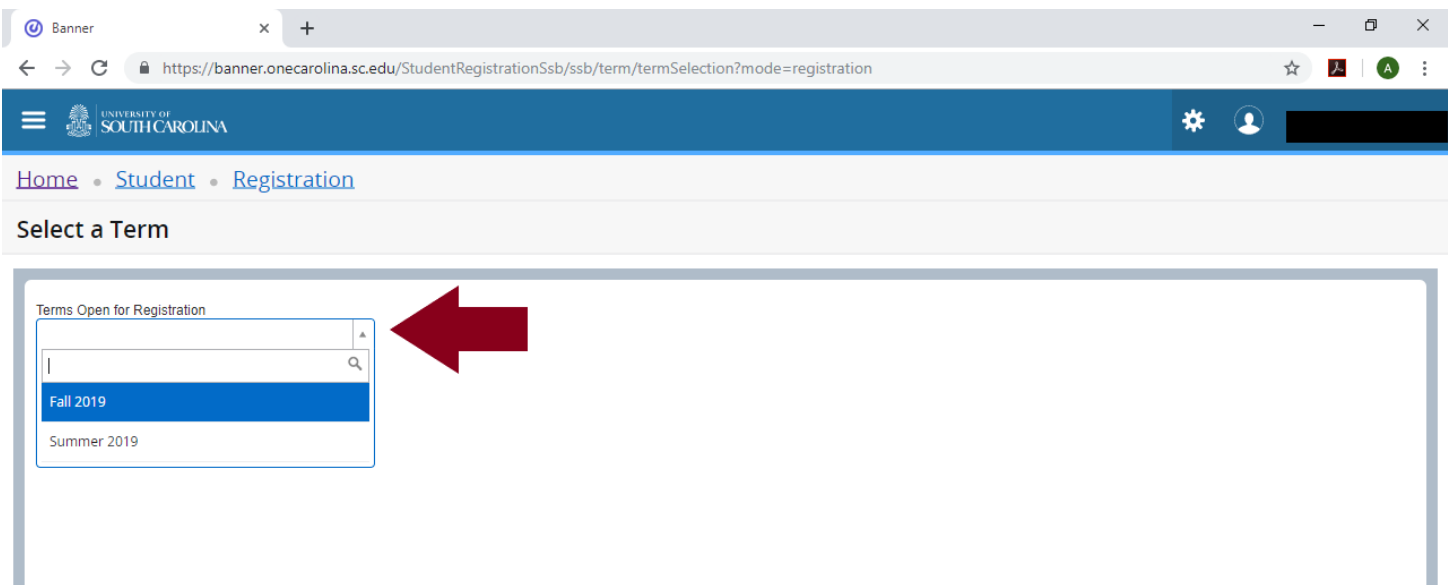 Banner
https://banner.onecarolina.sc.edu/StudentRegistrationSsb/ssb/term/termSelection?mode=registration
A
UNIVERSITY OF
SOUTH CAROLINA
Home • Student • Registration
Select a Term
Terms Open for Registration
Fall 2019
Summer 2019